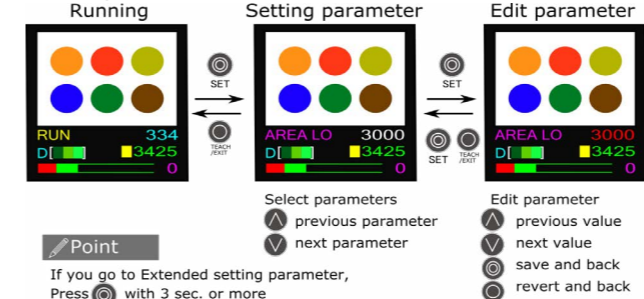 Running
Setting parameter
Edit parameter
SET
TEACH
/EXIT
SET
SET
TEACH
/EXIT
RUN 334
D[ ] 3425
0
AREA LO 3000
D[ ] 3425
0
AREA LO 3000
D[ ] 3425
0
Select parameters
previous parameter
next parameter
Edit parameter
previous value
next value
save and back
revert and back
Point
If you go to Extended setting parameter,
Press with 3 sec. or more